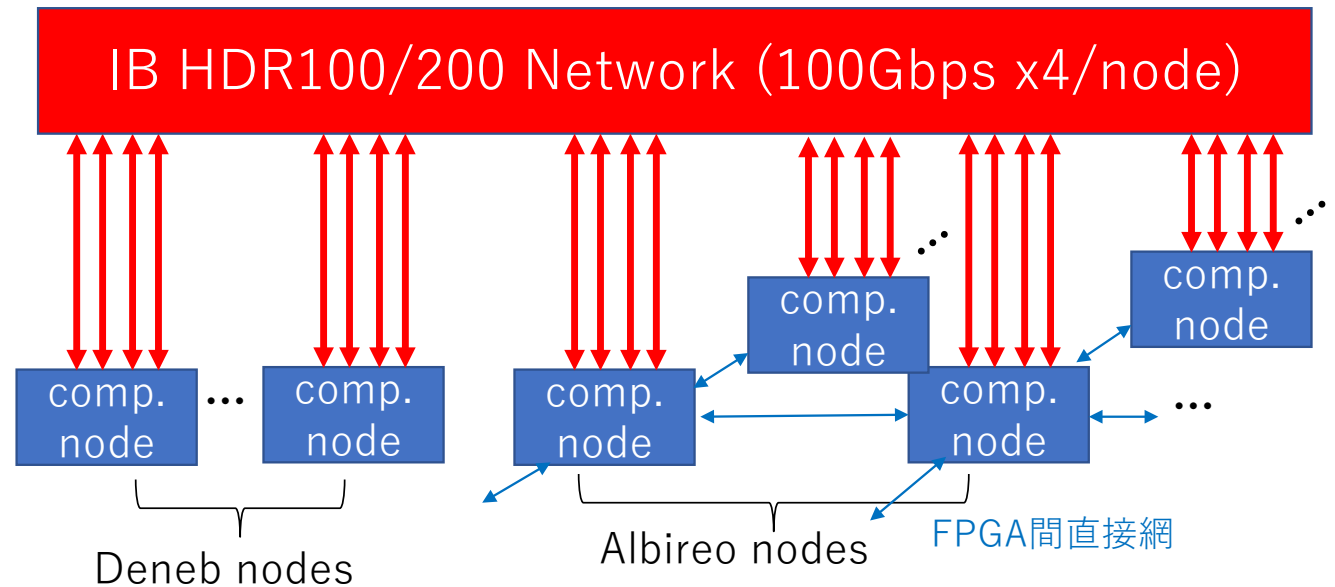 IB HDR100/200 Network (100Gbps x4/node)
comp.
node
...
comp.
node
comp.
node
comp.
node
...
comp.
node
comp.
node
...
...
Deneb nodes
Albireo nodes
FPGA間直接網